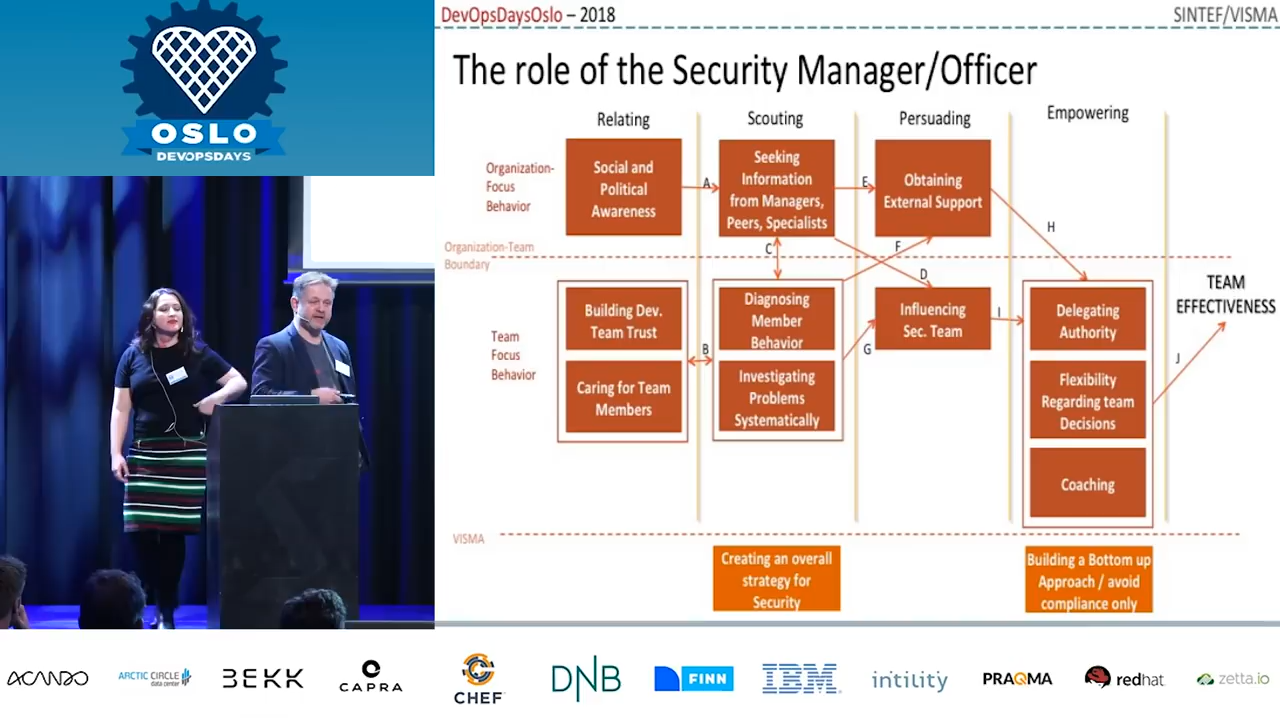 OSLO
DEVOPSDAYS
DevOpsDaysOslo – 2018
SINTEF/VISMA
The role of the Security Manager/Officer
Relating
Scouting
Persuading
Empowering
Organization-
Focus
Behavior
Social and
Political
Awareness
A
Seeking
Information
from Managers,
Peers, Specialists
E
Obtaining
External Support
H
Organization-Team
Boundary
C
F
D
Team
Focus
Behavior
Building Dev.
Team Trust
Caring for Team
Members
B
Diagnosing
Member
Behavior
Investigating
Problems
Systematically
G
Influencing
Sec. Team
I
Delegating
Authority
Flexibility
Regarding team
Decisions
Coaching
J
TEAM
EFFECTIVENESS
VISMA
Creating an overall
strategy for
Security
Building a Bottom up
Approach / avoid
compliance only
ACANDO
ARCTIC CIRCLE
data center
BEKK
CAPRA
CHEF
DNB
FINN
IBM
intility
PRAQMA
redhat
zetta.io